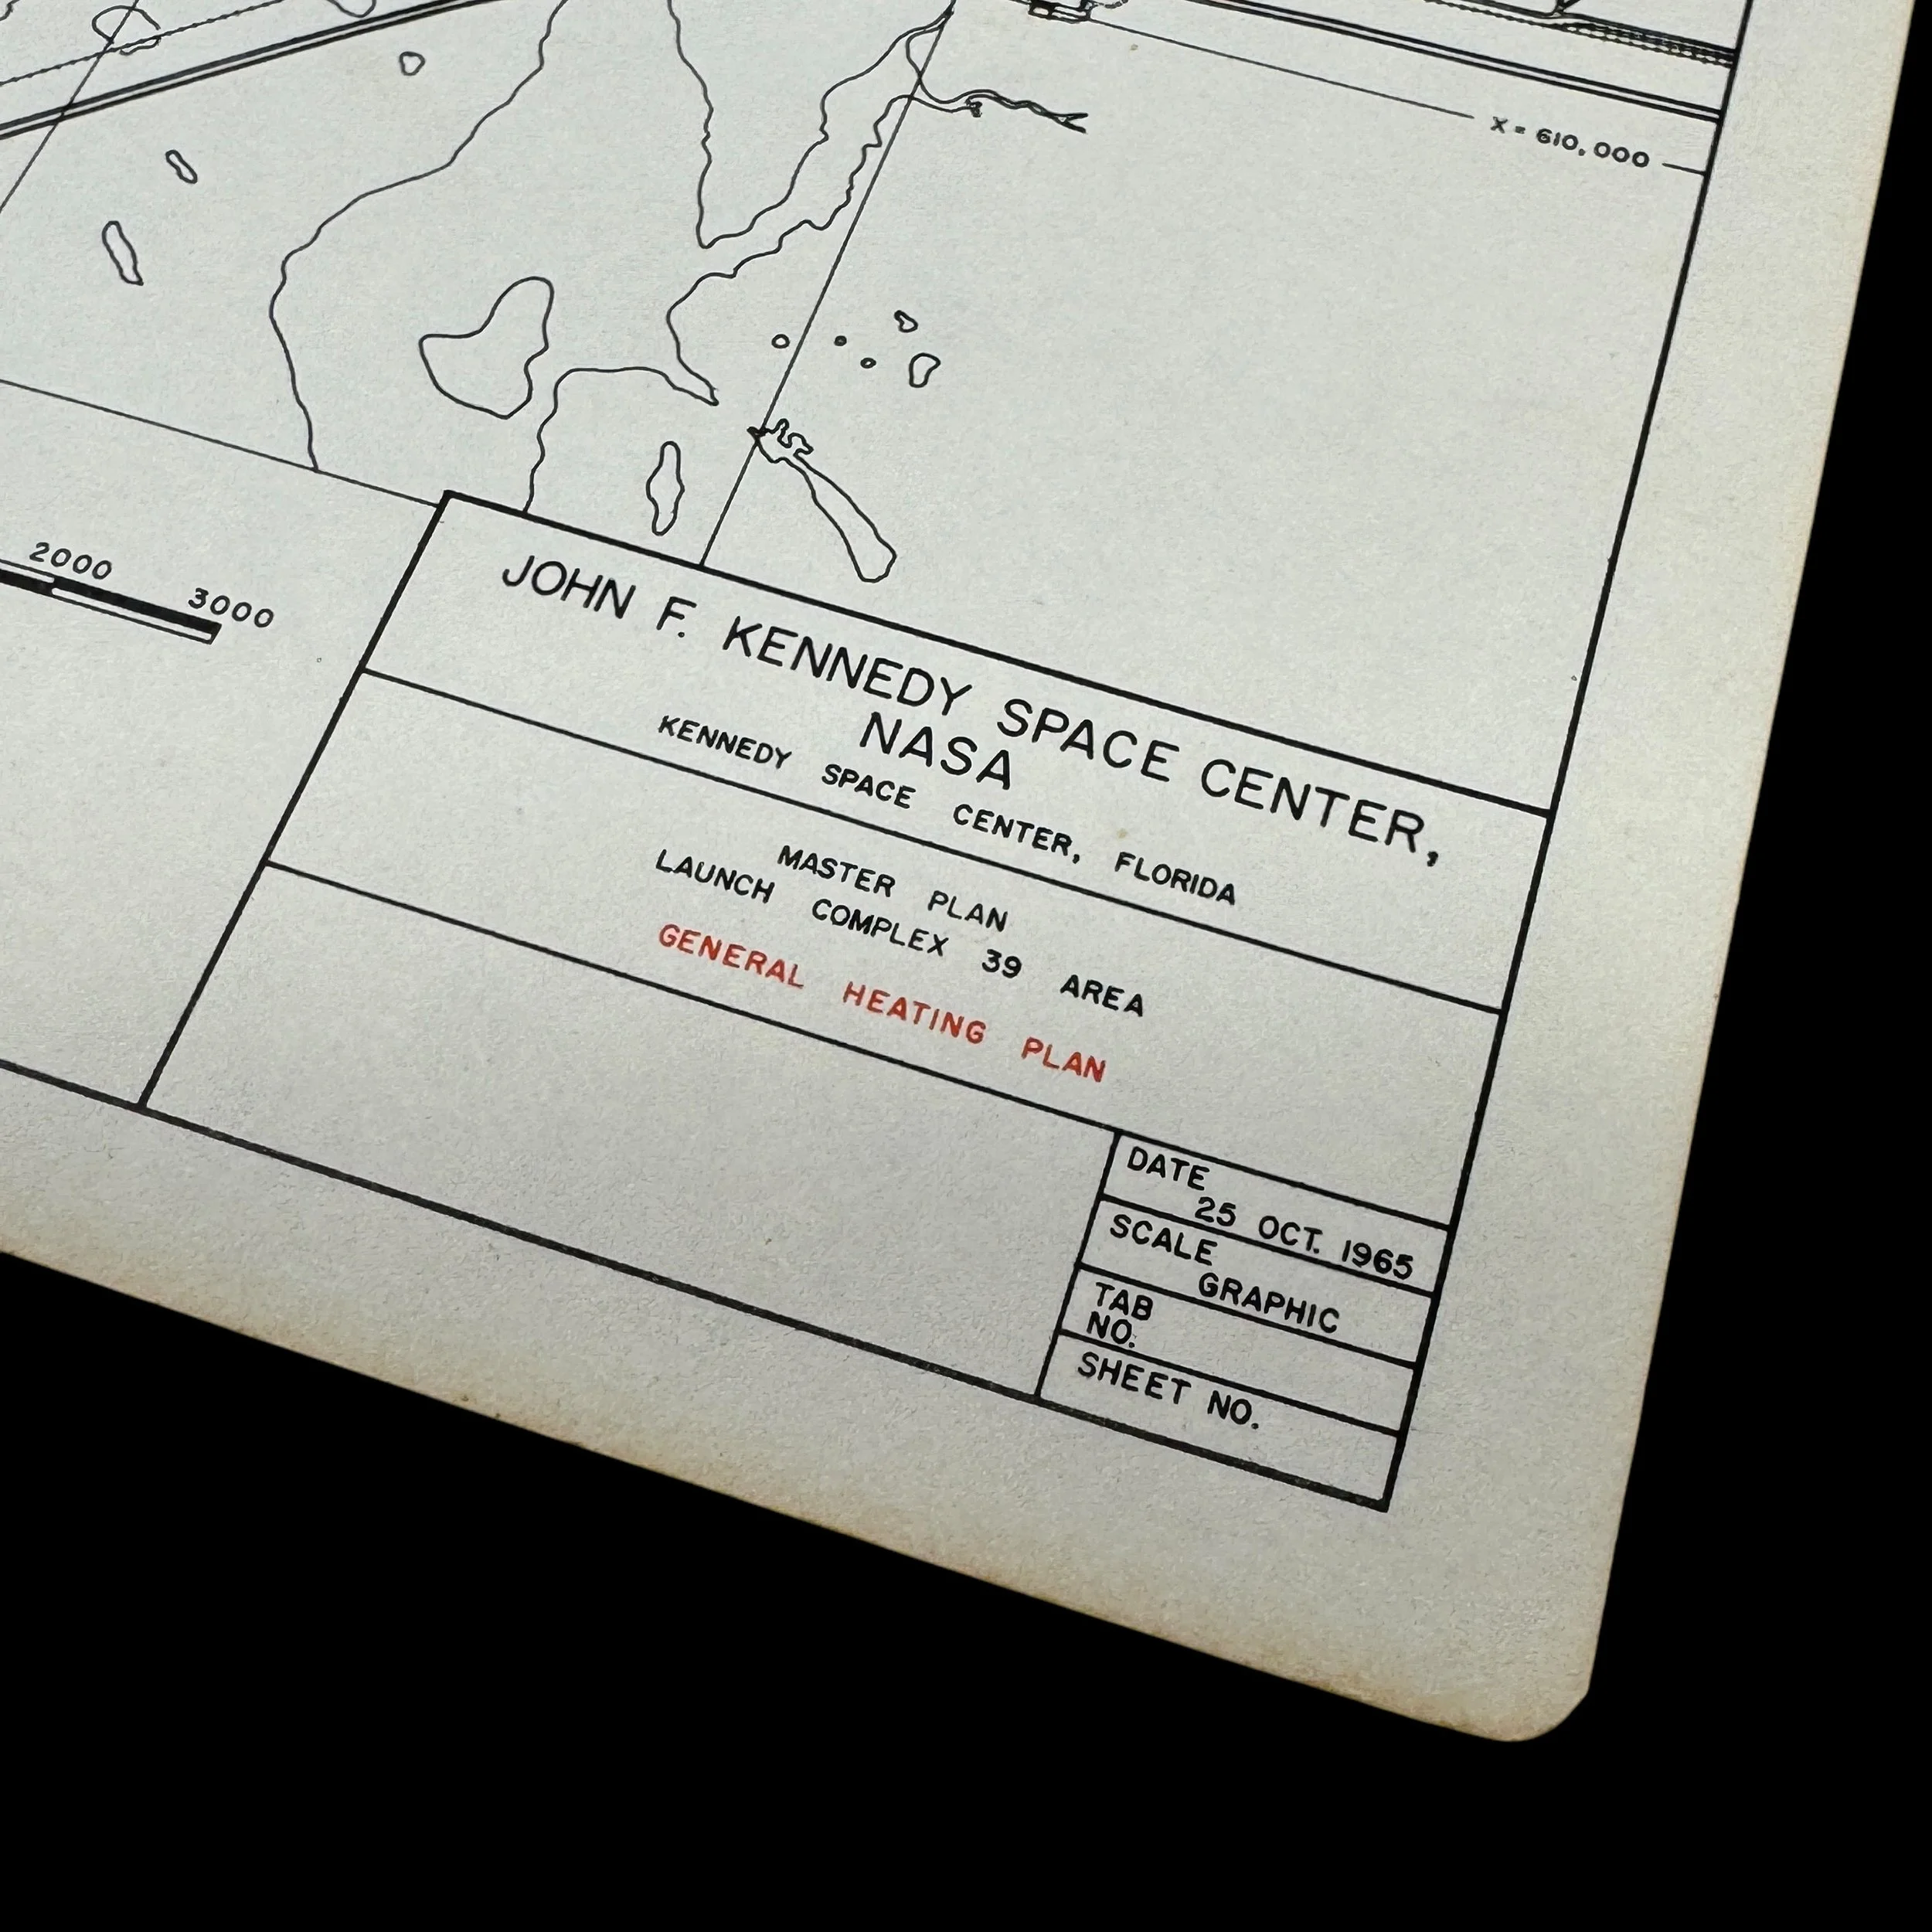 X = 610,000
2000
3000
JOHN F. KENNEDY SPACE CENTER,
NASA
KENNEDY SPACE CENTER, FLORIDA
MASTER PLAN
LAUNCH COMPLEX 39 AREA
GENERAL HEATING PLAN
DATE
25 OCT. 1965
SCALE
GRAPHIC
TAB
NO.
SHEET NO.